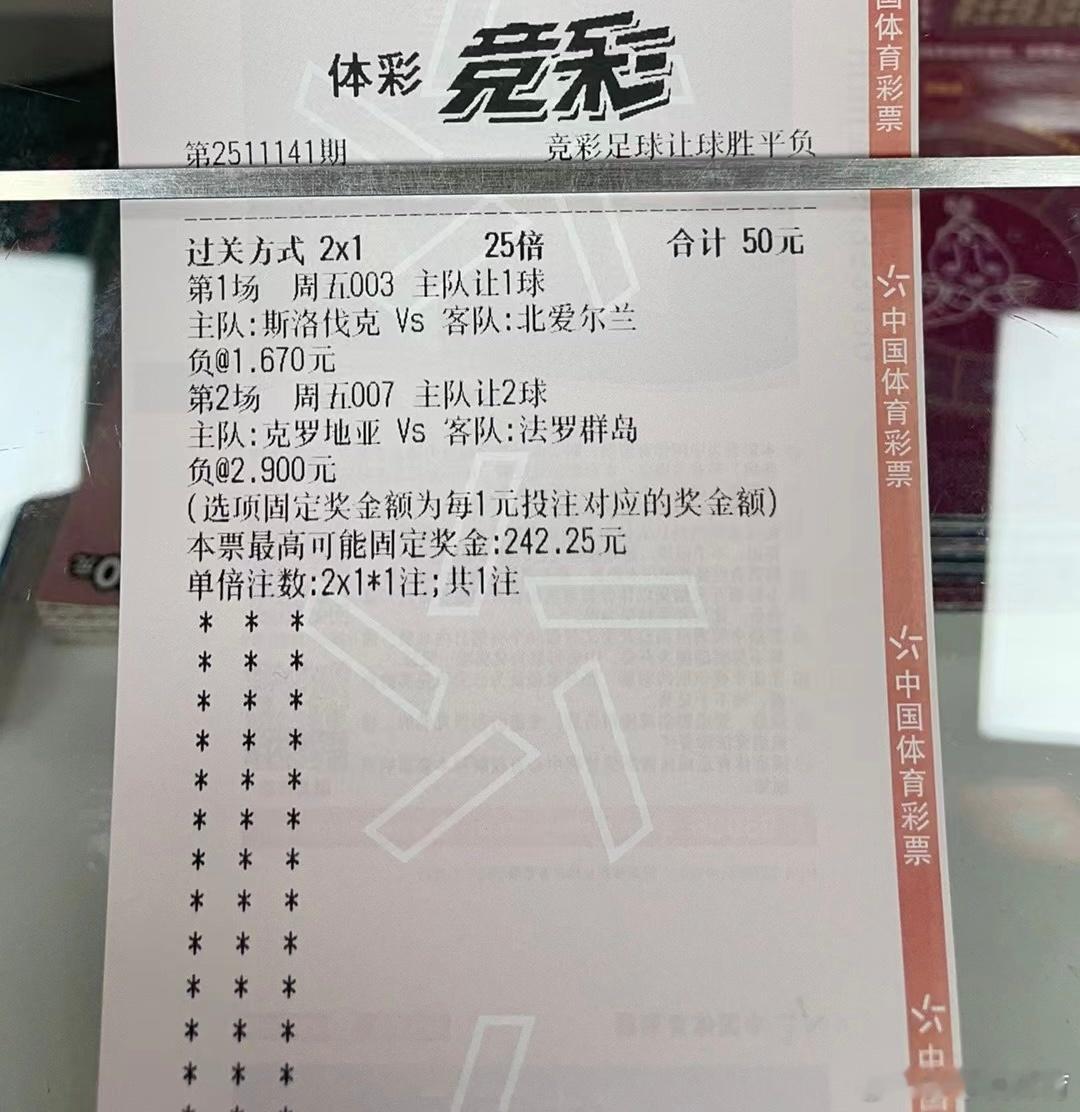 体彩 竞彩
第2511141期 竞彩足球让球胜平负
过关方式 2x1 25倍 合计 50元
第1场 周五003 主队让1球
主队:斯洛伐克 Vs 客队:北爱尔兰
负@1.670元
第2场 周五007 主队让2球
主队:克罗地亚 Vs 客队:法罗群岛
负@2.900元
(选项固定奖金额为每1元投注对应的奖金额)
本票最高可能固定奖金:242.25元
单倍注数:2x1*1注;共1注
* * *
* * *
* * *
* * *
* * *
* * *
* * *
* * *
* * *
* * *
* * *
* * *
国体育彩票
中国体育彩票
中国体育彩票
中